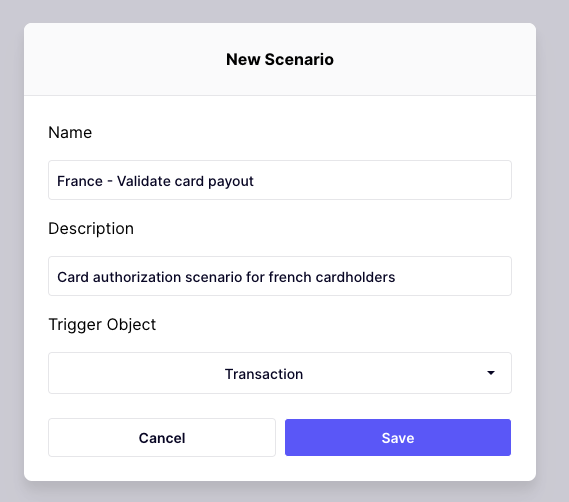 New Scenario
Name
France - Validate card payout
Description
Card authorization scenario for french cardholders
Trigger Object
Transaction
Cancel
Save